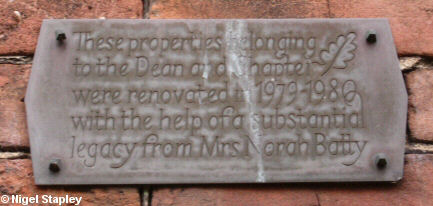 These properties belonging
to the Dean and Chapter
were renovated in 1979-1980
with the help of a substantial
legacy from Mrs Norah Batty
© Nigel Stapley